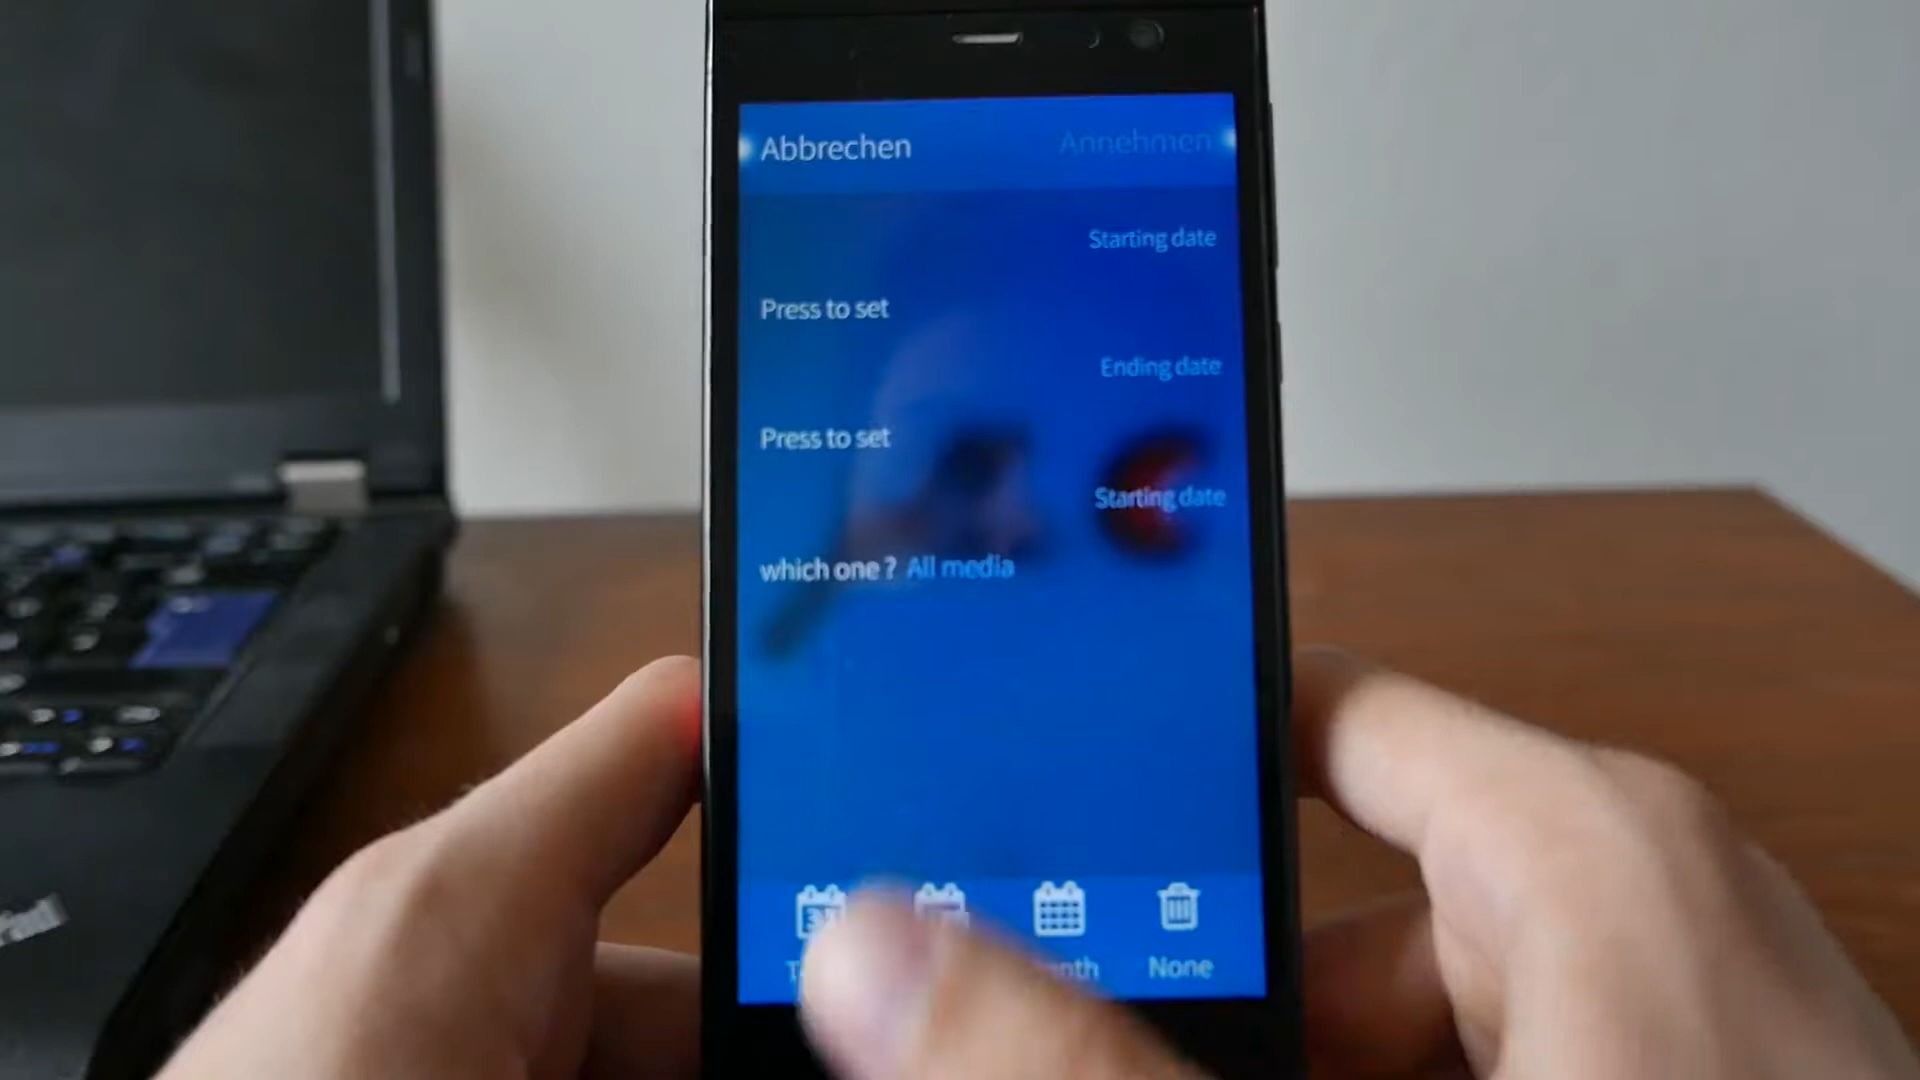 Abbrechen Annehmen
Starting date
Press to set
Ending date
Press to set
Starting date
which one ? All media
None